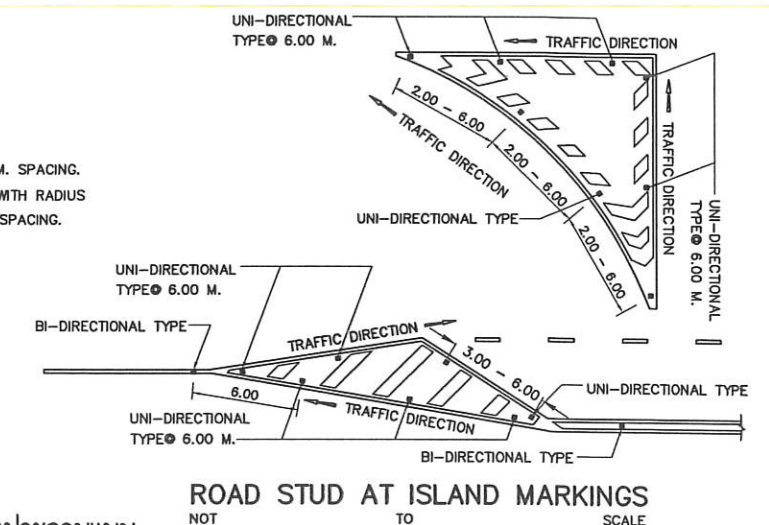 UNI-DIRECTIONAL
TYPE@ 6.00 M.
TRAFFIC DIRECTION
2.00 - 6.00
TRAFFIC DIRECTION
2.00 - 6.00
TRAFFIC DIRECTION
UNI-DIRECTIONAL
TYPE@ 6.00 M.
M. SPACING.
WITH RADIUS
SPACING.
UNI-DIRECTIONAL TYPE
2.00 - 6.00
UNI-DIRECTIONAL
TYPE@ 6.00 M.
BI-DIRECTIONAL TYPE
TRAFFIC DIRECTION
3.00 - 6.00
6.00
UNI-DIRECTIONAL TYPE
UNI-DIRECTIONAL
TYPE@ 6.00 M.
TRAFFIC DIRECTION
BI-DIRECTIONAL TYPE
ROAD STUD AT ISLAND MARKINGS
NOT TO SCALE